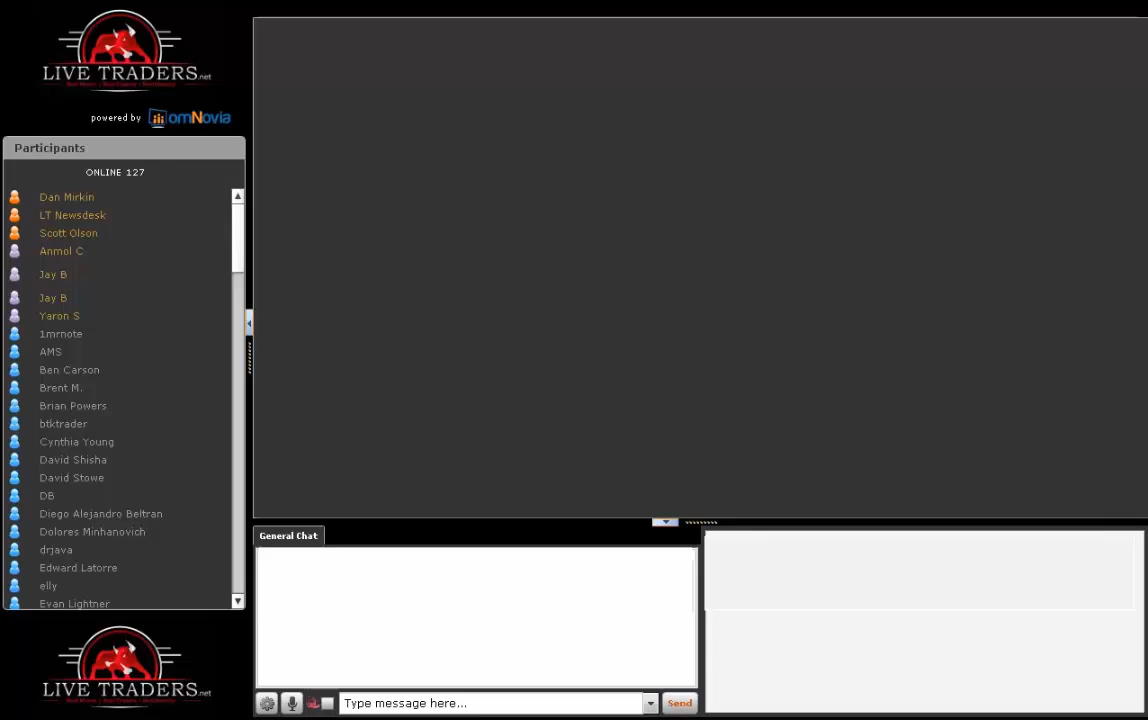 LIVE TRADERS.net
powered by omNovia
Participants
ONLINE 127
Dan Mirkin
LT Newsdesk
Scott Olson
Anmol C
Jay B
Jay B
Yaron S
1mrnote
AMS
Ben Carson
Brent M.
Brian Powers
btktrader
Cynthia Young
David Shisha
David Stowe
DB
Diego Alejandro Beltran
Dolores Minhanovich
drjava
Edward Latorre
elly
Evan Lightner
LIVE TRADERS.net
General Chat
Type message here...
Send